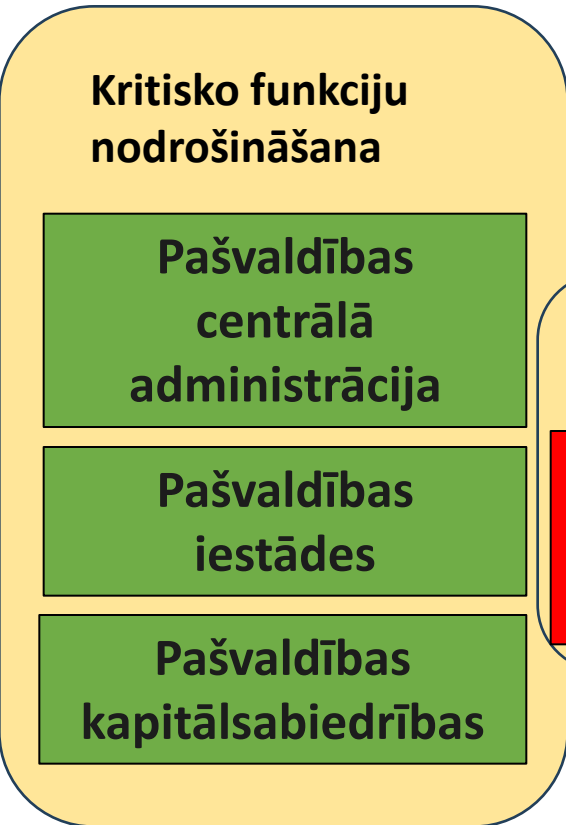 Kritisko funkciju
nodrošināšana
Pašvaldības
centrālā
administrācija
Pašvaldības
iestādes
Pašvaldības
kapitālsabiedrības